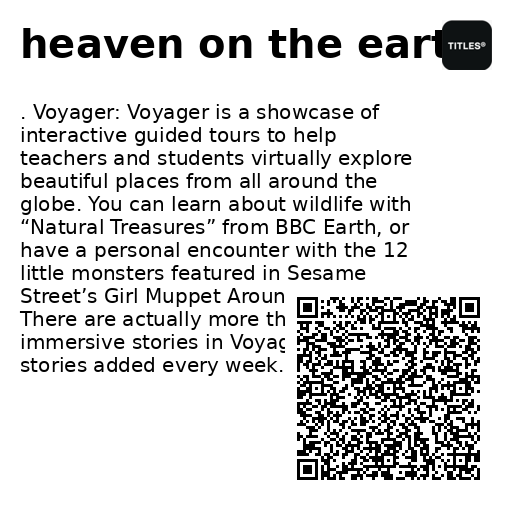 heaven on the eart
TITLES®
. Voyager: Voyager is a showcase of
interactive guided tours to help
teachers and students virtually explore
beautiful places from all around the
globe. You can learn about wildlife with
“Natural Treasures” from BBC Earth, or
have a personal encounter with the 12
little monsters featured in Sesame
Street’s Girl Muppet Aroun
There are actually more th
immersive stories in Voyag
stories added every week.